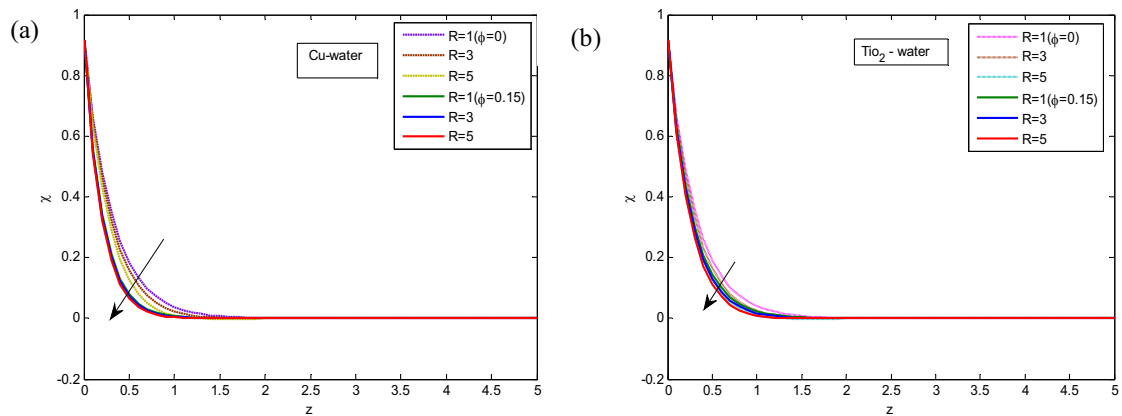 (a)
Cu-water
R=1(ϕ=0)
R=3
R=5
R=1(ϕ=0.15)
R=3
R=5
1
0.8
0.6
0.4
0.2
0
-0.2
χ
0 0.5 1 1.5 2 2.5 3 3.5 4 4.5 5
z
(b)
Tio2 - water
R=1(ϕ=0)
R=3
R=5
R=1(ϕ=0.15)
R=3
R=5
1
0.8
0.6
0.4
0.2
0
-0.2
χ
0 0.5 1 1.5 2 2.5 3 3.5 4 4.5 5
z